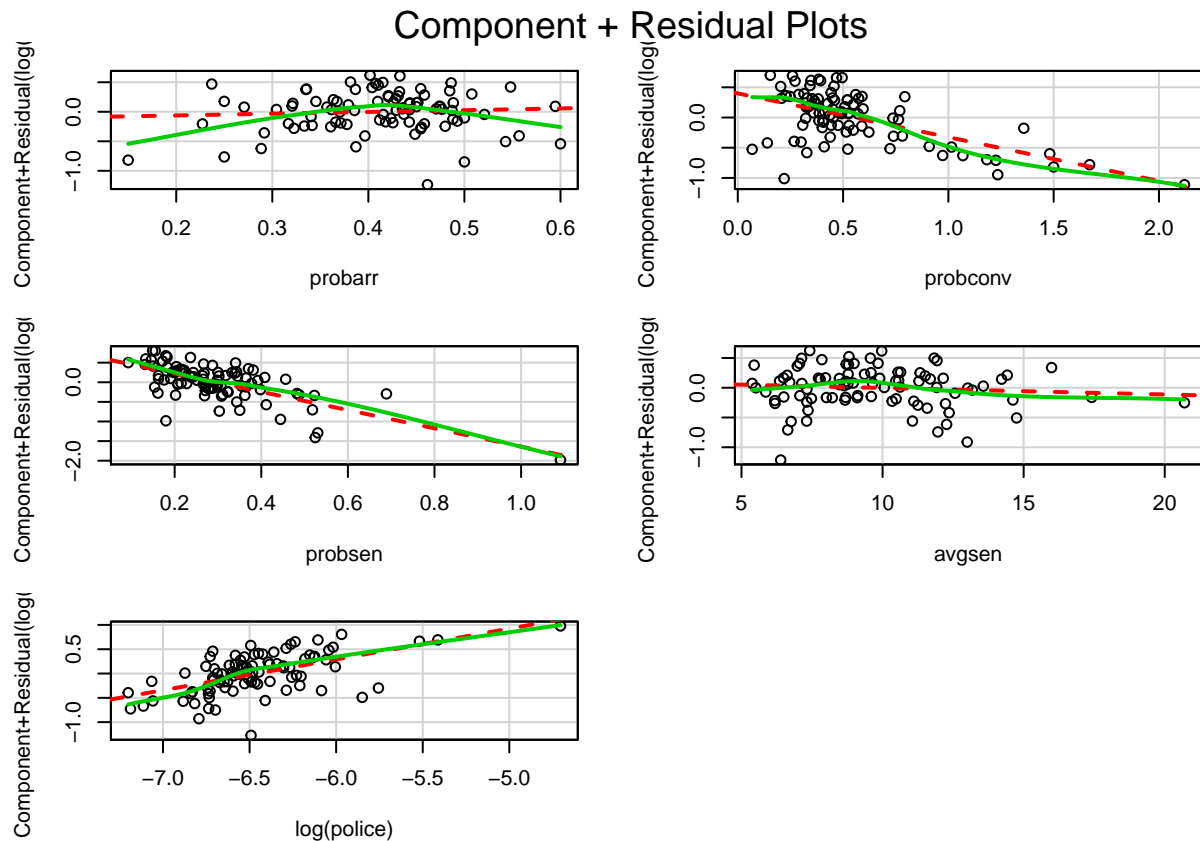 Component + Residual Plots
Component+Residual(log(
0.0
−1.0
0.2 0.3 0.4 0.5 0.6
probarr
Component+Residual(log(
0.0
−1.0
0.0 0.5 1.0 1.5 2.0
probconv
Component+Residual(log(
0.0
−2.0
0.2 0.4 0.6 0.8 1.0
probsen
Component+Residual(log(
0.0
−1.0
5 10 15 20
avgsen
Component+Residual(log(
0.5
−1.0
−7.0 −6.5 −6.0 −5.5 −5.0
log(police)